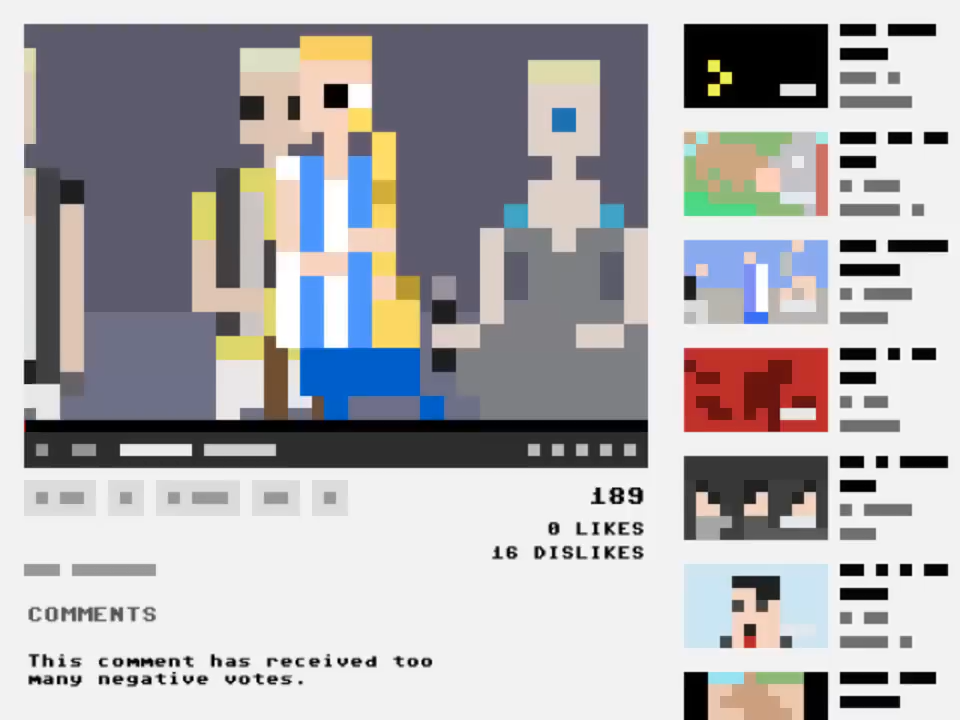 189
0 LIKES
16 DISLIKES
COMMENTS
This comment has received too
many negative votes.